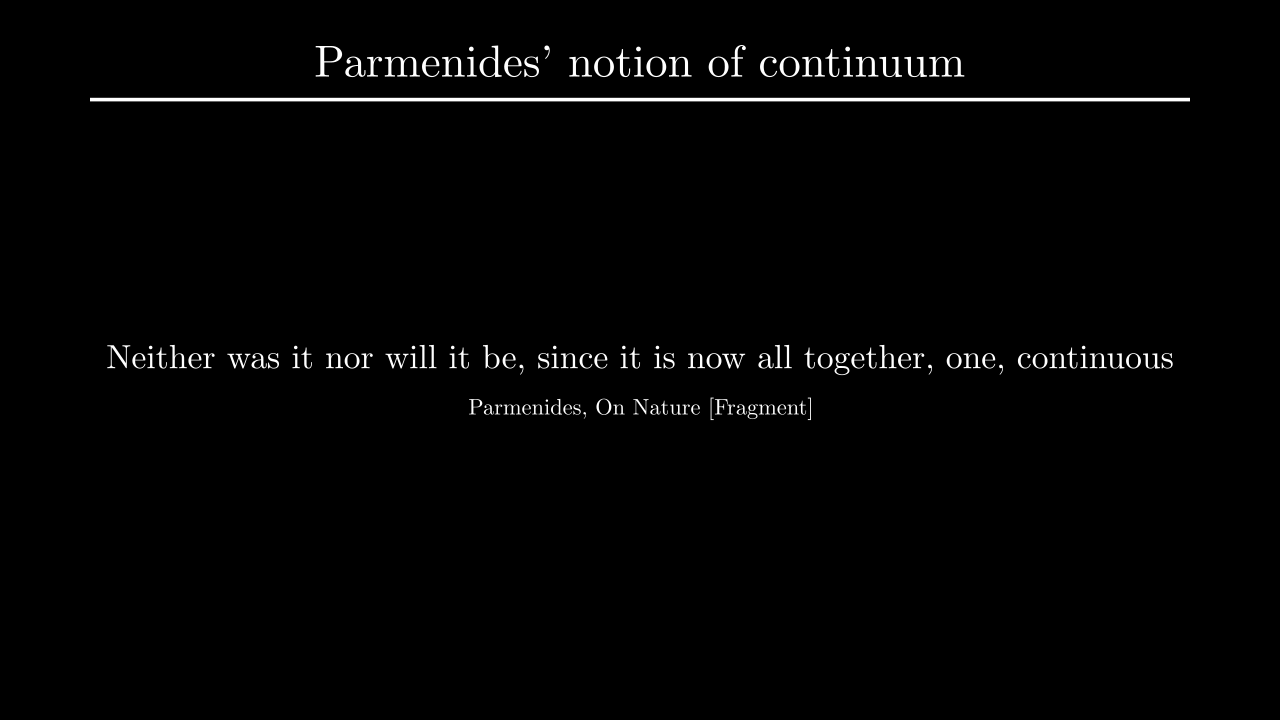 Parmenides’ notion of continuum
Neither was it nor will it be, since it is now all together, one, continuous
Parmenides, On Nature [Fragment]